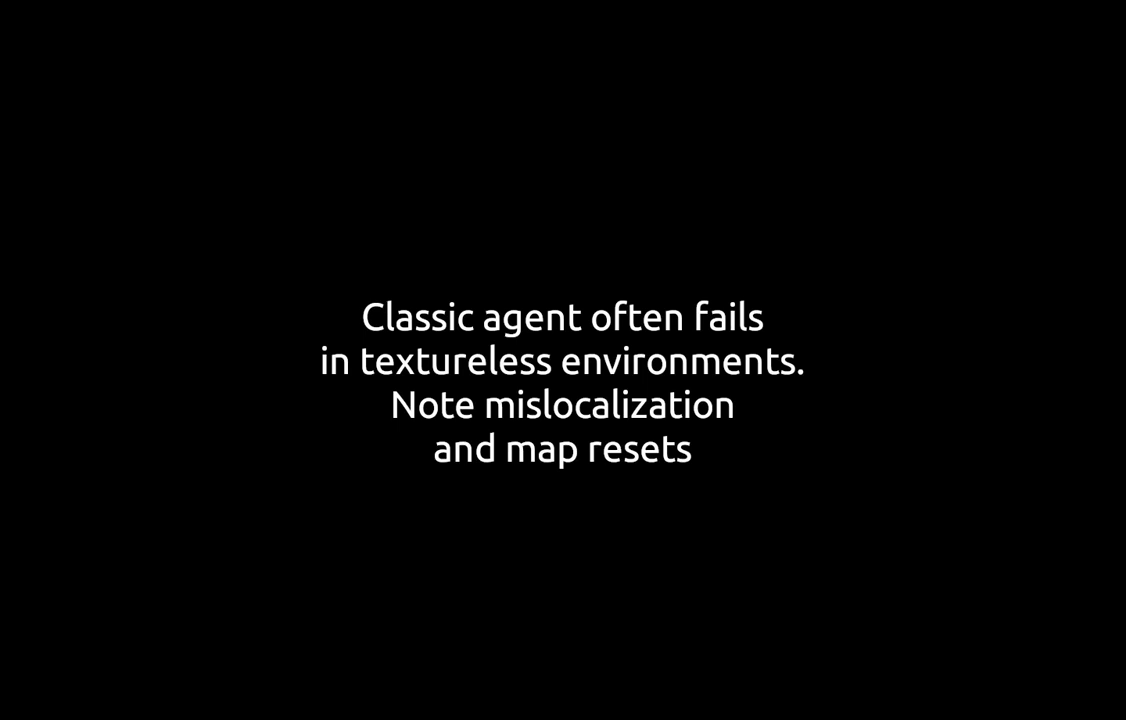 Classic agent often fails
in textureless environments.
Note mislocalization
and map resets